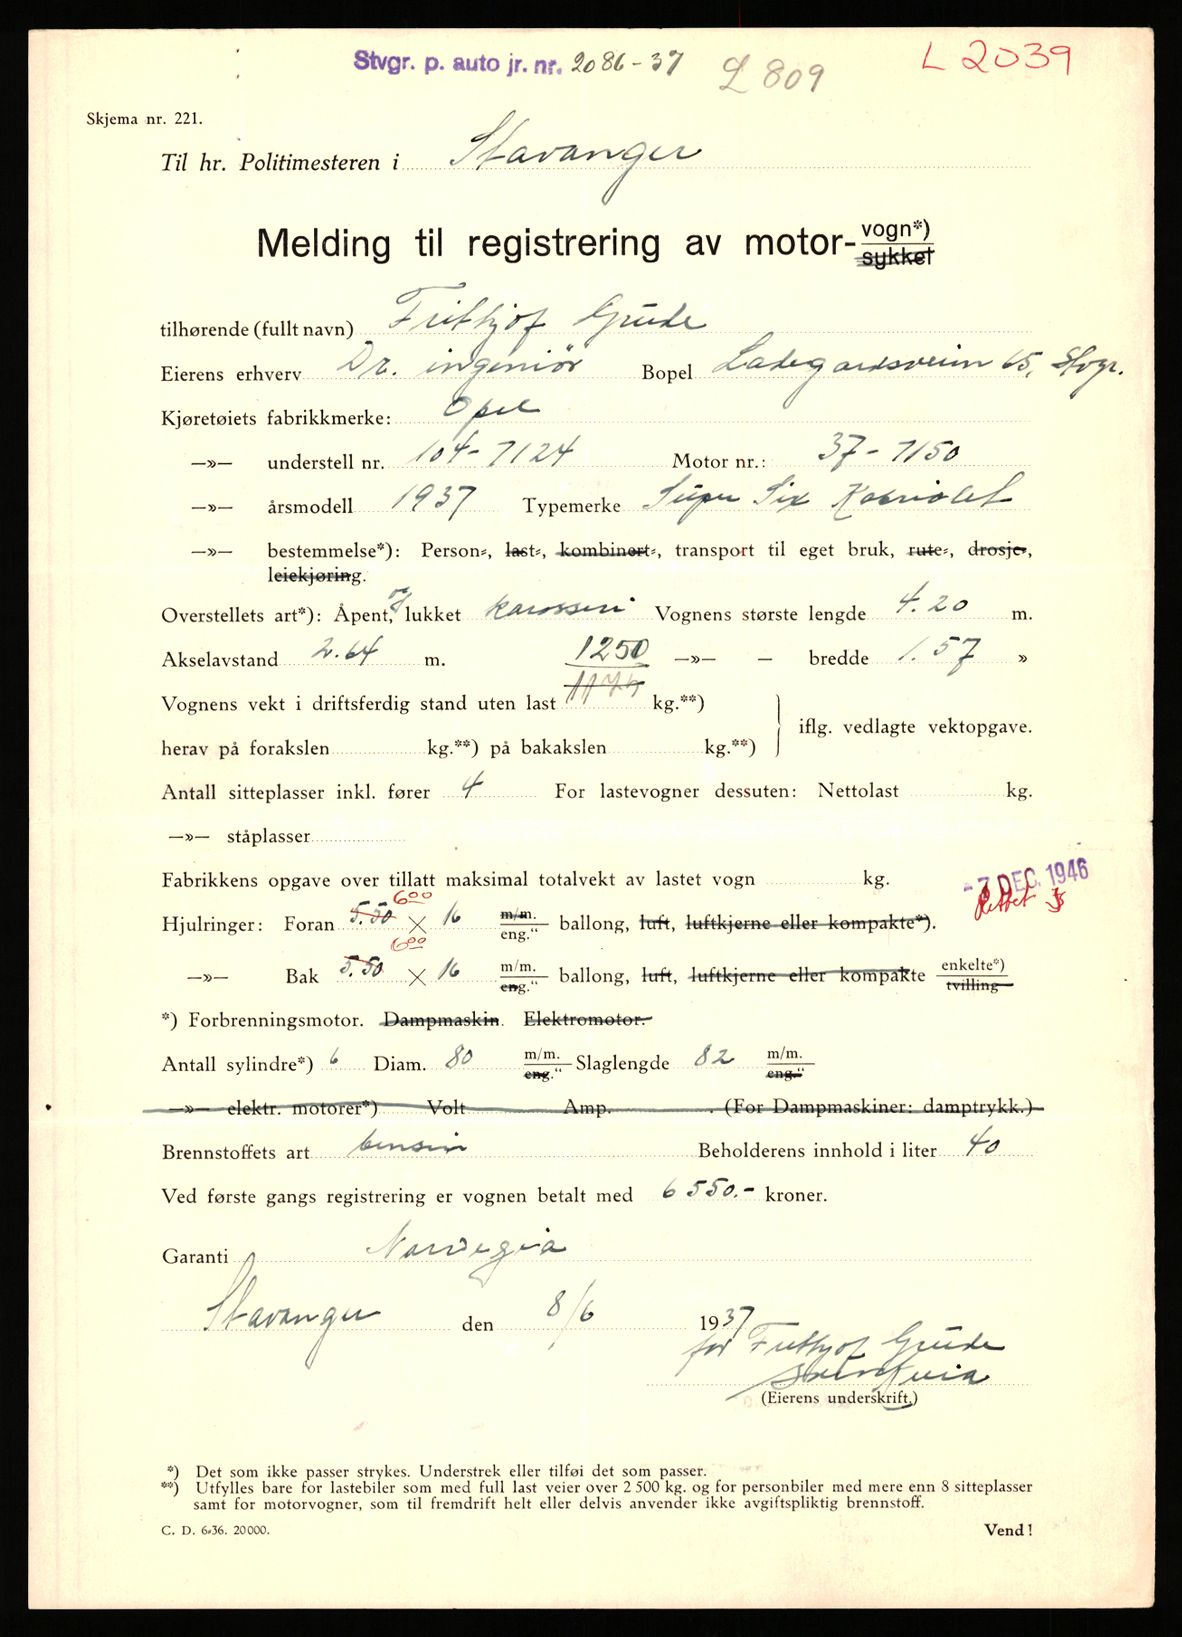 Stvgr. p. auto jr. nr. 2086-37 L 809 L 2039
Skjema nr. 221.
Til hr. Politimesteren i Stavanger
Melding til registrering av motor- vogn*)
sykkel
tilhørende (fullt navn) Frithjof Grude
Eierens erhverv Dr. ingeniør Bopel Ladegaardsveien 65, Stvgr.
Kjøretøiets fabrikkmerke: Opel
—»— understell nr. 104-7124 Motor nr.: 37-7150
—»— årsmodell 1937 Typemerke Super Six Kabriolet
—»— bestemmelse*): Person-, last-, kombinert-, transport til eget bruk, rute-, drosje-,
leiekjøring.
Overstellets art*): Åpent, og lukket karosseri Vognens største lengde 4.20 m.
Akselavstand 2.64 m. 1250 —»— — bredde 1.57 »
Vognens vekt i driftsferdig stand uten last 1175 kg.**)
iflg. vedlagte vektopgave.
herav på forakslen kg.**) på bakakslen kg.**)
Antall sitteplasser inkl. fører 4 For lastevogner dessuten: Nettolast kg.
—»— ståplasser
Fabrikkens opgave over tillatt maksimal totalvekt av lastet vogn kg.
- 7 DEC. 1946
Rettet
600
Hjulringer: Foran 5.50 × 16 m/m. eng." ballong, luft, luftkjerne eller kompakte*).
600
—»— Bak 5.50 × 16 m/m. eng." ballong, luft, luftkjerne eller kompakte enkelte*) tvilling
*) Forbrenningsmotor. Dampmaskin. Elektromotor.
Antall sylindre*) 6 Diam. 80 m/m. eng." Slaglengde 82 m/m. eng."
—»— elektr. motorer*) Volt Amp. . (For Dampmaskiner: damptrykk.)
Brennstoffets art bensin Beholderens innhold i liter 40
Ved første gangs registrering er vognen betalt med 6550.- kroner.
Garanti Norvegia
Stavanger den 8/6 1937
for Frithjof Grude
(Eierens underskrift.)
*) Det som ikke passer strykes. Understrek eller tilføi det som passer.
**) Utfylles bare for lastebiler som med full last veier over 2 500 kg. og for personbiler med mere enn 8 sitteplasser
samt for motorvogner, som til fremdrift helt eller delvis anvender ikke avgiftspliktig brennstoff.
C. D. 6-36. 20000. Vend!